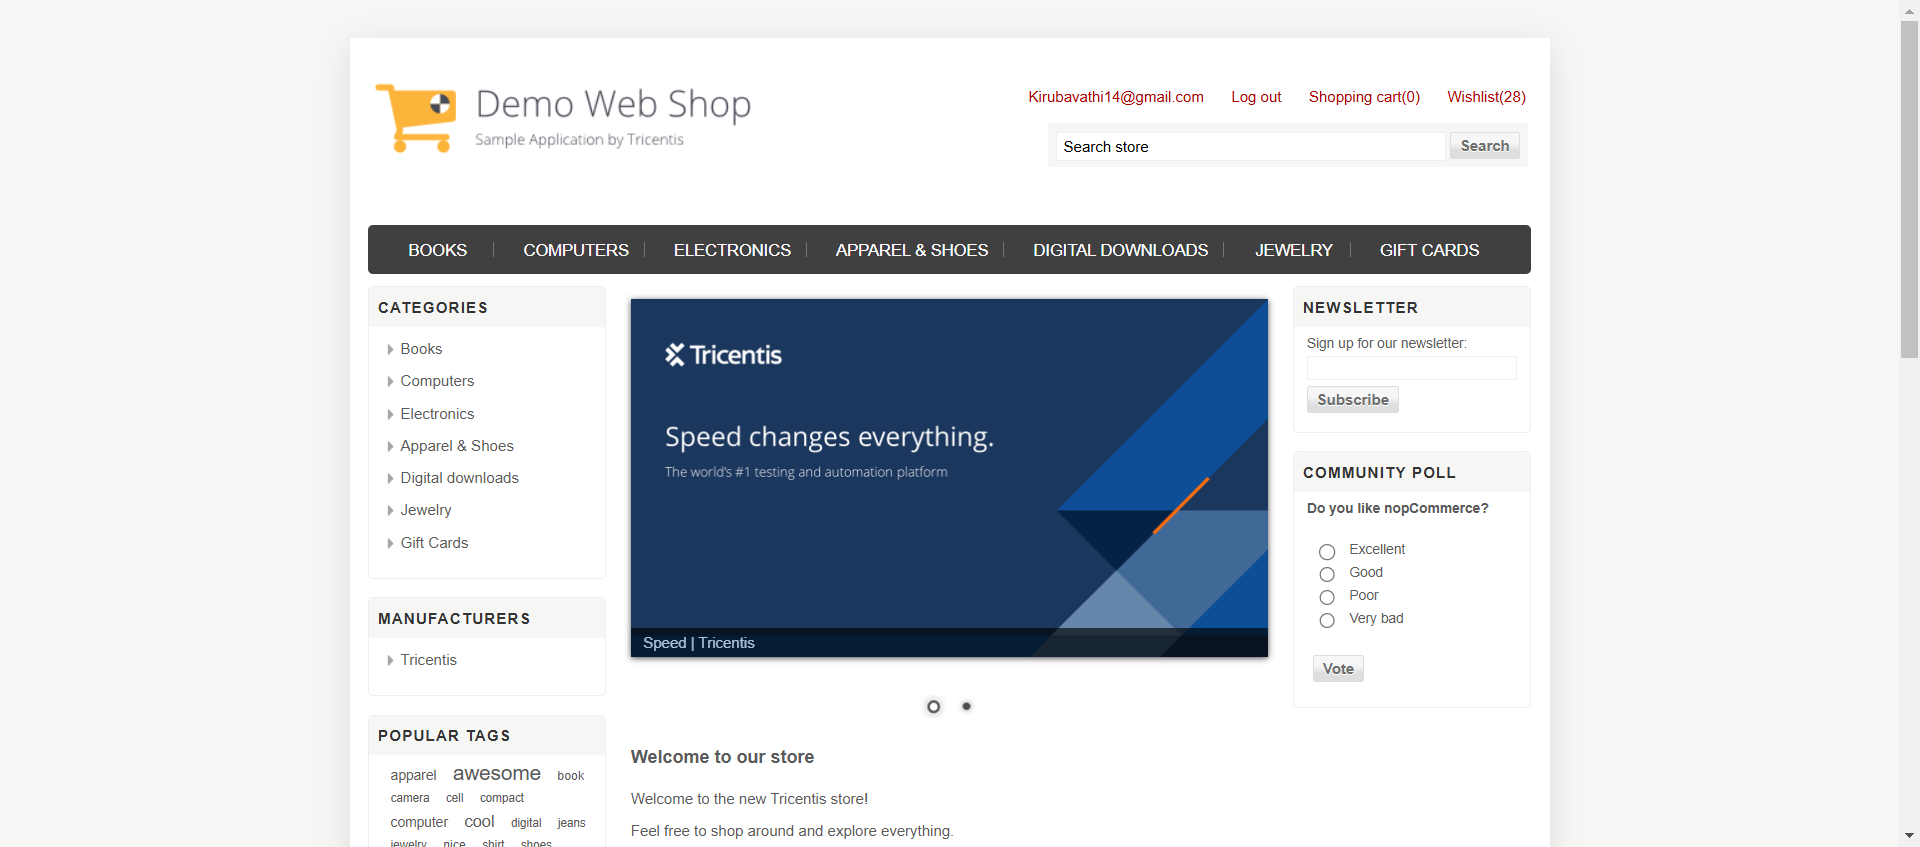 Demo Web Shop
Sample Application by Tricentis
Kirubavathi14@gmail.com Log out Shopping cart(0) Wishlist(28)
Search store Search
BOOKS COMPUTERS ELECTRONICS APPAREL & SHOES DIGITAL DOWNLOADS JEWELRY GIFT CARDS
CATEGORIES
Books
Computers
Electronics
Apparel & Shoes
Digital downloads
Jewelry
Gift Cards
MANUFACTURERS
Tricentis
POPULAR TAGS
apparel awesome book
camera cell compact
computer cool digital jeans
jewelry nice shirt shoes
Tricentis
Speed changes everything.
The world's #1 testing and automation platform
Speed | Tricentis
Welcome to our store
Welcome to the new Tricentis store!
Feel free to shop around and explore everything.
NEWSLETTER
Sign up for our newsletter:
Subscribe
COMMUNITY POLL
Do you like nopCommerce?
Excellent
Good
Poor
Very bad
Vote